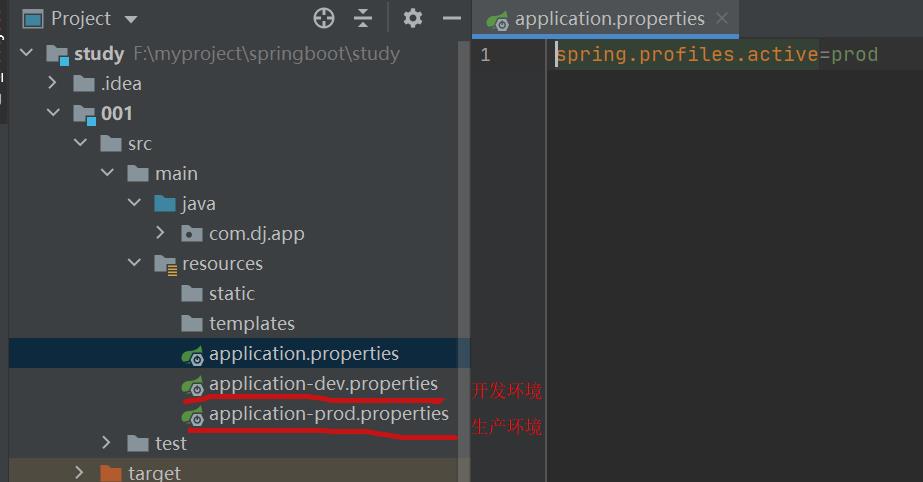 Project
application.properties
study F:\myproject\springboot\study
1
spring.profiles.active=prod
.idea
001
src
main
java
com.dj.app
resources
static
templates
application.properties
application-dev.properties
开发环境
application-prod.properties
生产环境
test
target